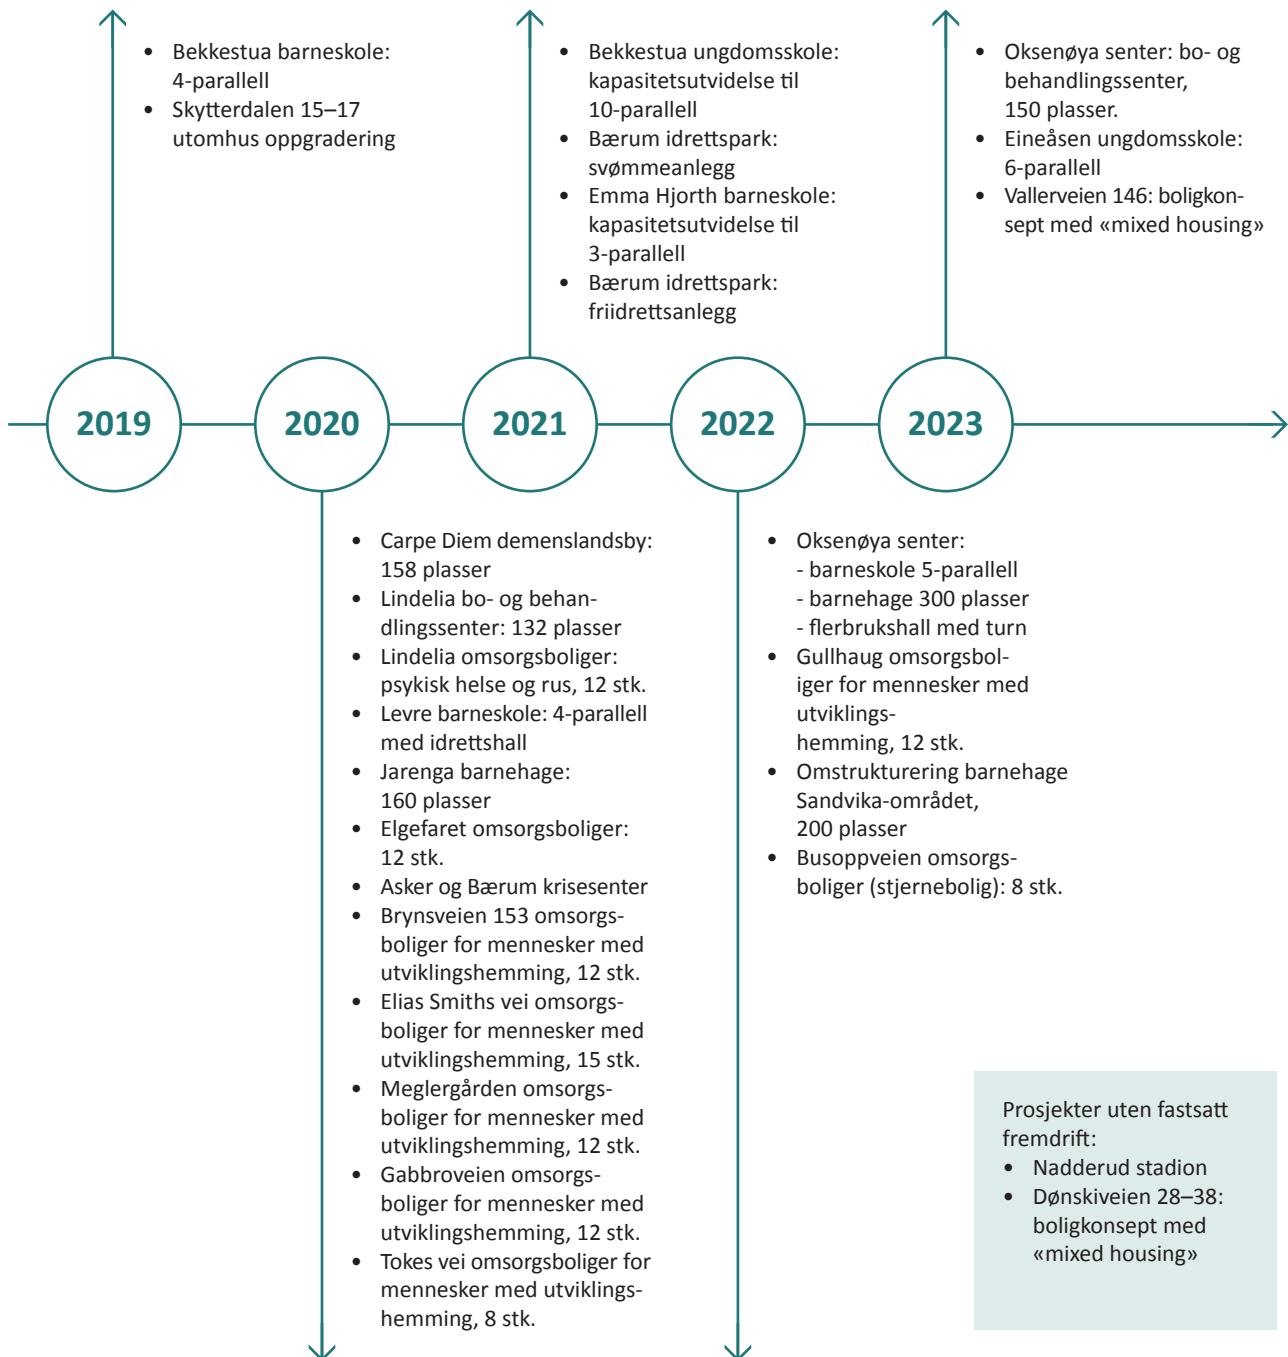 • Bekkestua barneskole:
4-parallell
• Skytterdalen 15–17
utomhus oppgradering
• Bekkestua ungdomsskole:
kapasitetsutvidelse til
10-parallell
• Bærum idrettspark:
svømmeanlegg
• Emma Hjorth barneskole:
kapasitetsutvidelse til
3-parallell
• Bærum idrettspark:
friidrettsanlegg
• Oksenøya senter: bo- og
behandlingssenter,
150 plasser.
• Eineåsen ungdomsskole:
6-parallell
• Vallerveien 146: boligkon-
sept med «mixed housing»
2019
2020
2021
2022
2023
• Carpe Diem demenslandsby:
158 plasser
• Lindelia bo- og behan-
dlingssenter: 132 plasser
• Lindelia omsorgsboliger:
psykisk helse og rus, 12 stk.
• Levre barneskole: 4-parallell
med idrettshall
• Jarenga barnehage:
160 plasser
• Elgefaret omsorgsboliger:
12 stk.
• Asker og Bærum krisesenter
• Brynsveien 153 omsorgs-
boliger for mennesker med
utviklingshemming, 12 stk.
• Elias Smiths vei omsorgs-
boliger for mennesker med
utviklingshemming, 15 stk.
• Meglergården omsorgs-
boliger for mennesker med
utviklingshemming, 12 stk.
• Gabbroveien omsorgs-
boliger for mennesker med
utviklingshemming, 12 stk.
• Tokes vei omsorgsboliger for
mennesker med utviklings-
hemming, 8 stk.
• Oksenøya senter:
- barneskole 5-parallell
- barnehage 300 plasser
- flerbrukshall med turn
• Gullhaug omsorgsbol-
iger for mennesker med
utviklings-
hemming, 12 stk.
• Omstrukturering barnehage
Sandvika-området,
200 plasser
• Busoppveien omsorgs-
boliger (stjernebolig): 8 stk.
Prosjekter uten fastsatt
fremdrift:
• Nadderud stadion
• Dønskiveien 28–38:
boligkonsept med
«mixed housing»